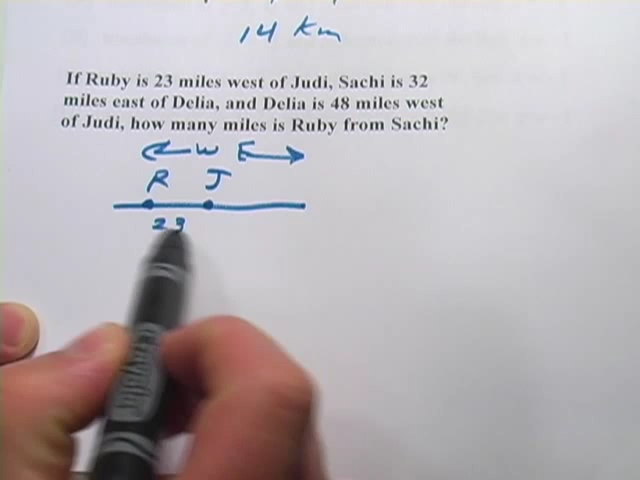 14 Km
If Ruby is 23 miles west of Judi, Sachi is 32
miles east of Delia, and Delia is 48 miles west
of Judi, how many miles is Ruby from Sachi?
W E
R J
23